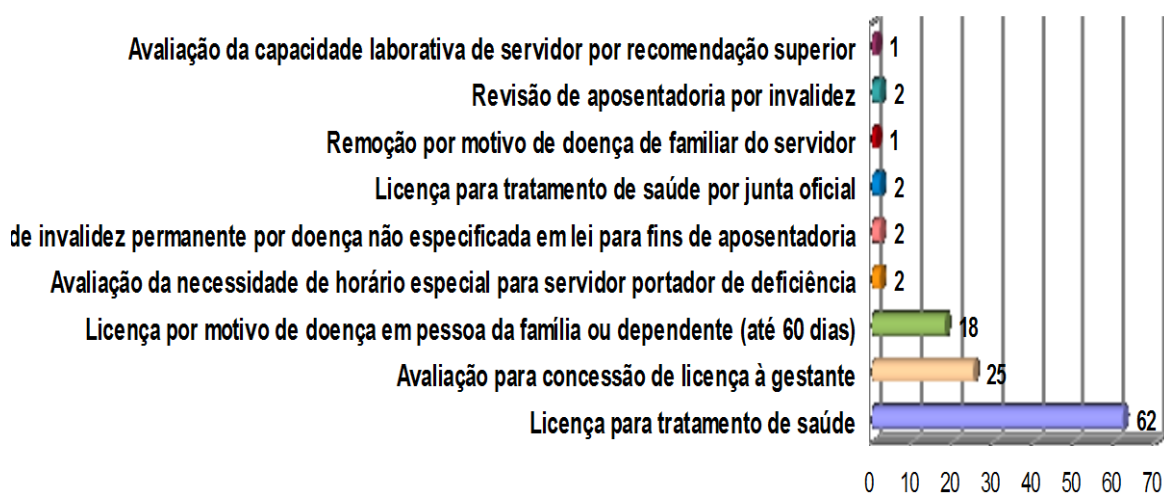 Avaliação da capacidade laborativa de servidor por recomendação superior 1
Revisão de aposentadoria por invalidez 2
Remoção por motivo de doença de familiar do servidor 1
Licença para tratamento de saúde por junta oficial 2
de invalidez permanente por doença não especificada em lei para fins de aposentadoria 2
Avaliação da necessidade de horário especial para servidor portador de deficiência 2
Licença por motivo de doença em pessoa da família ou dependente (até 60 dias) 18
Avaliação para concessão de licença à gestante 25
Licença para tratamento de saúde 62
0 10 20 30 40 50 60 70